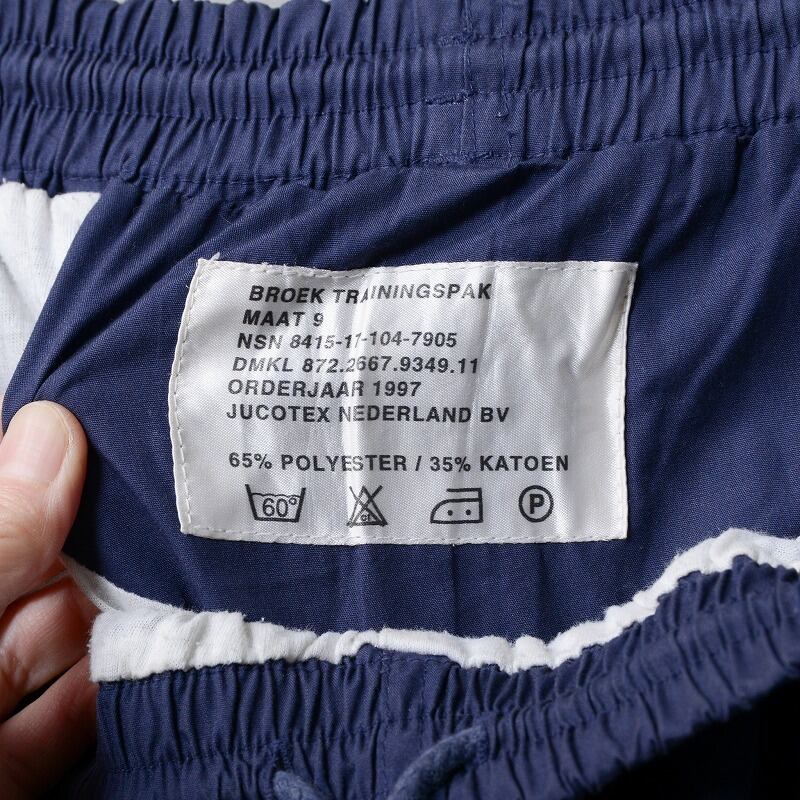 BROEK TRAININGSPAK
MAAT 9
NSN 8415-17-104-7905
DMKL 872.2667.9349.11
ORDERJAAR 1997
JUCOTEX NEDERLAND BV
65% POLYESTER / 35% KATOEN
60° cl P